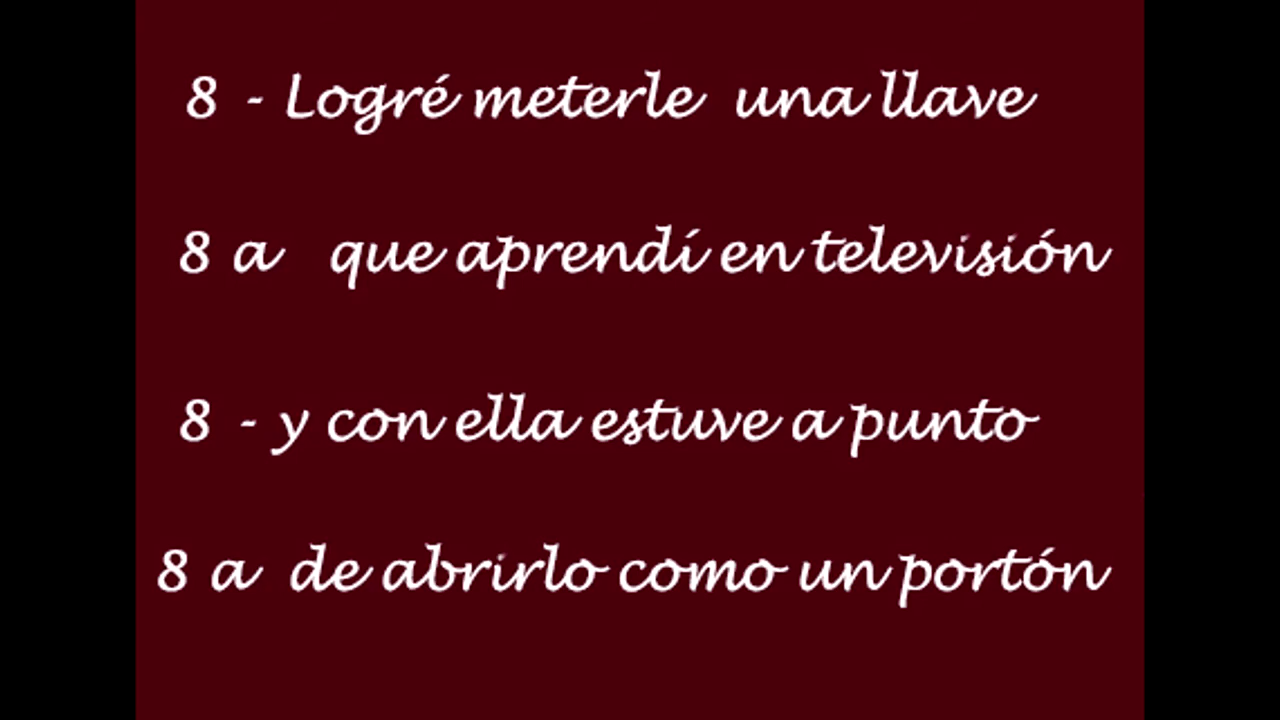 8 - Logré meterle una llave
8 a que aprendí en televisión
8 - y con ella estuve a punto
8 a de abrirlo como un portón